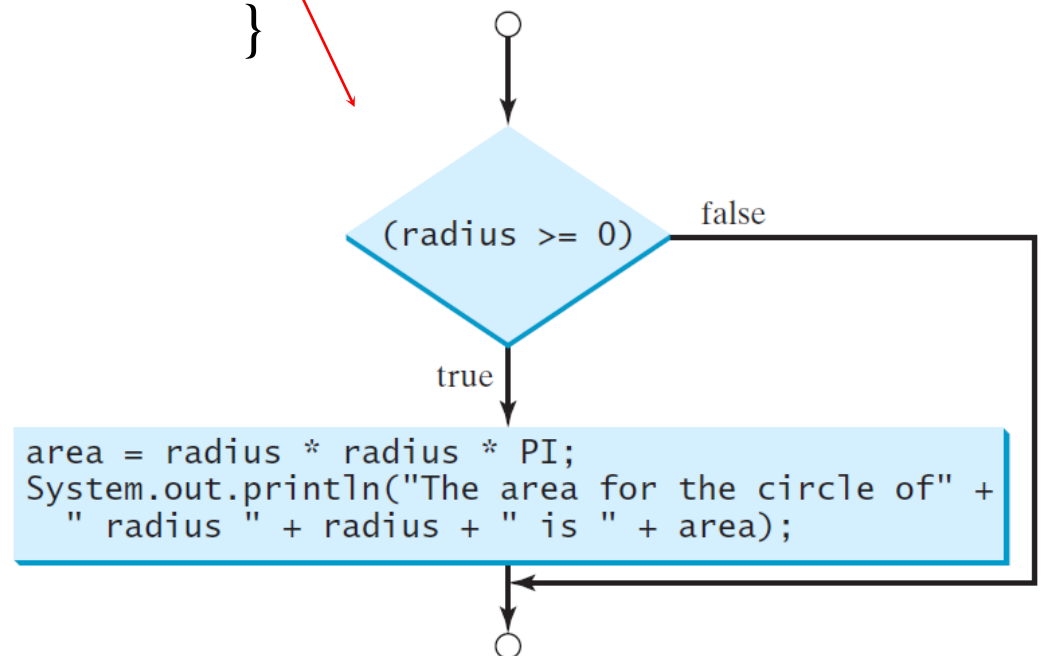 }
(radius >= 0)
false
true
area = radius * radius * PI;
System.out.println("The area for the circle of" +
" radius " + radius + " is " + area);